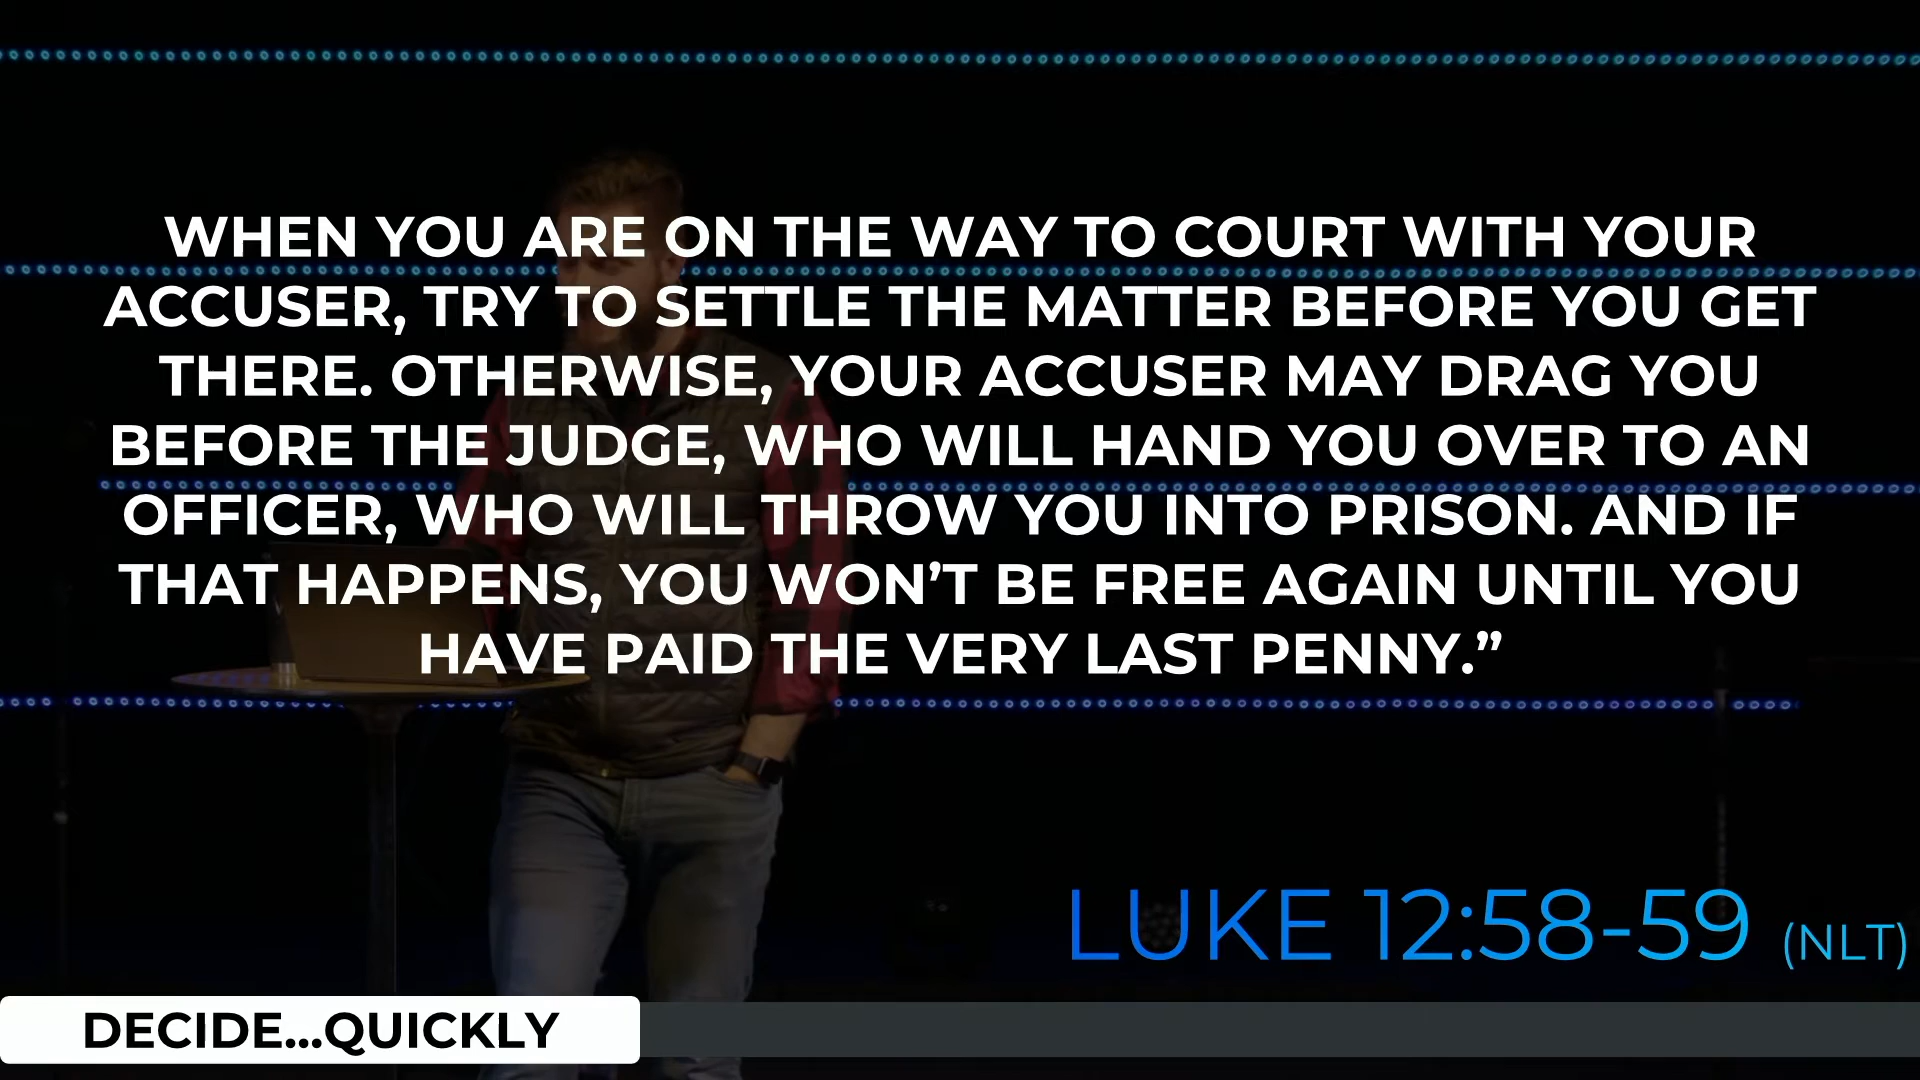 WHEN YOU ARE ON THE WAY TO COURT WITH YOUR
ACCUSER, TRY TO SETTLE THE MATTER BEFORE YOU GET
THERE. OTHERWISE, YOUR ACCUSER MAY DRAG YOU
BEFORE THE JUDGE, WHO WILL HAND YOU OVER TO AN
OFFICER, WHO WILL THROW YOU INTO PRISON. AND IF
THAT HAPPENS, YOU WON’T BE FREE AGAIN UNTIL YOU
HAVE PAID THE VERY LAST PENNY.”
LUKE 12:58-59 (NLT)
DECIDE...QUICKLY